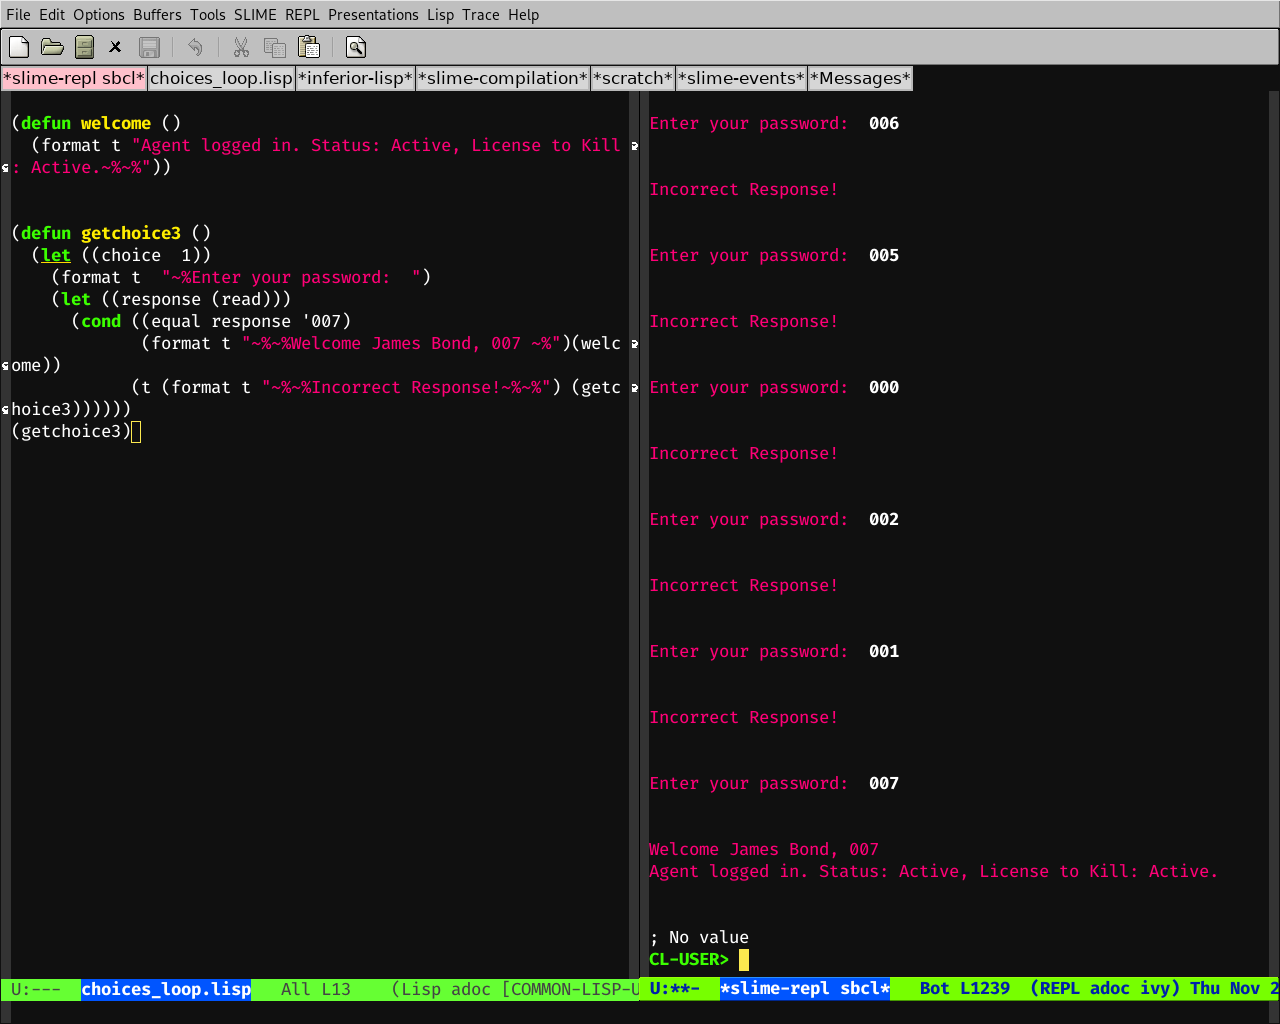 File Edit Options Buffers Tools SLIME REPL Presentations Lisp Trace Help
*slime-repl sbcl* choices_loop.lisp *inferior-lisp* *slime-compilation* *scratch* *slime-events* *Messages*
(defun welcome ()
  (format t "Agent logged in. Status: Active, License to Kill
: Active.~%~%"))
(defun getchoice3 ()
  (let ((choice  1))
    (format t  "~%Enter your password:  ")
    (let ((response (read)))
      (cond ((equal response '007)
             (format t "~%~%Welcome James Bond, 007 ~%")(welc
ome))
            (t (format t "~%~%Incorrect Response!~%~%") (getc
hoice3))))))
(getchoice3)
U:---  choices_loop.lisp   All L13    (Lisp adoc [COMMON-LISP-U
Enter your password:  006
Incorrect Response!
Enter your password:  005
Incorrect Response!
Enter your password:  000
Incorrect Response!
Enter your password:  002
Incorrect Response!
Enter your password:  001
Incorrect Response!
Enter your password:  007
Welcome James Bond, 007
Agent logged in. Status: Active, License to Kill: Active.
; No value
CL-USER>
U:**-  *slime-repl sbcl*   Bot L1239  (REPL adoc ivy) Thu Nov 2